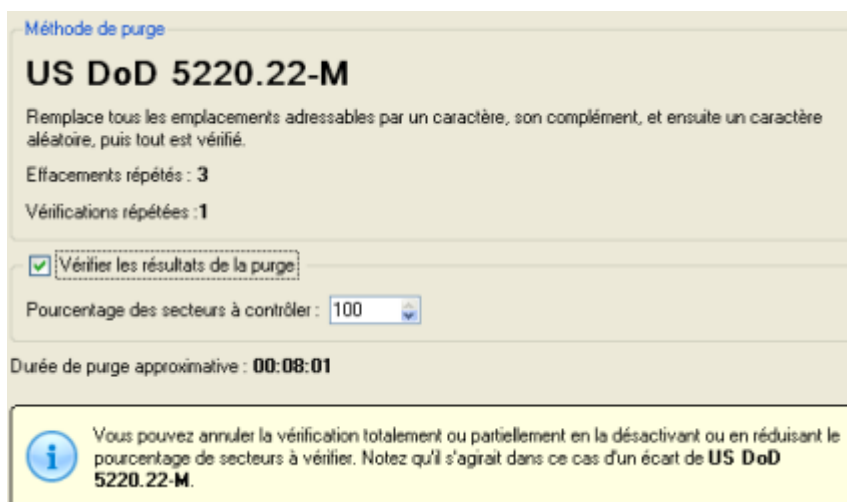 Méthode de purge
US DoD 5220.22-M
Remplace tous les emplacements adressables par un caractère, son complément, et ensuite un caractère
aléatoire, puis tout est vérifié.
Effacements répétés : 3
Vérifications répétées :1
Vérifier les résultats de la purge
Pourcentage des secteurs à contrôler : 100
Durée de purge approximative : 00:08:01
Vous pouvez annuler la vérification totalement ou partiellement en la désactivant ou en réduisant le
pourcentage de secteurs à vérifier. Notez qu'il s'agirait dans ce cas d'un écart de US DoD
5220.22-M.